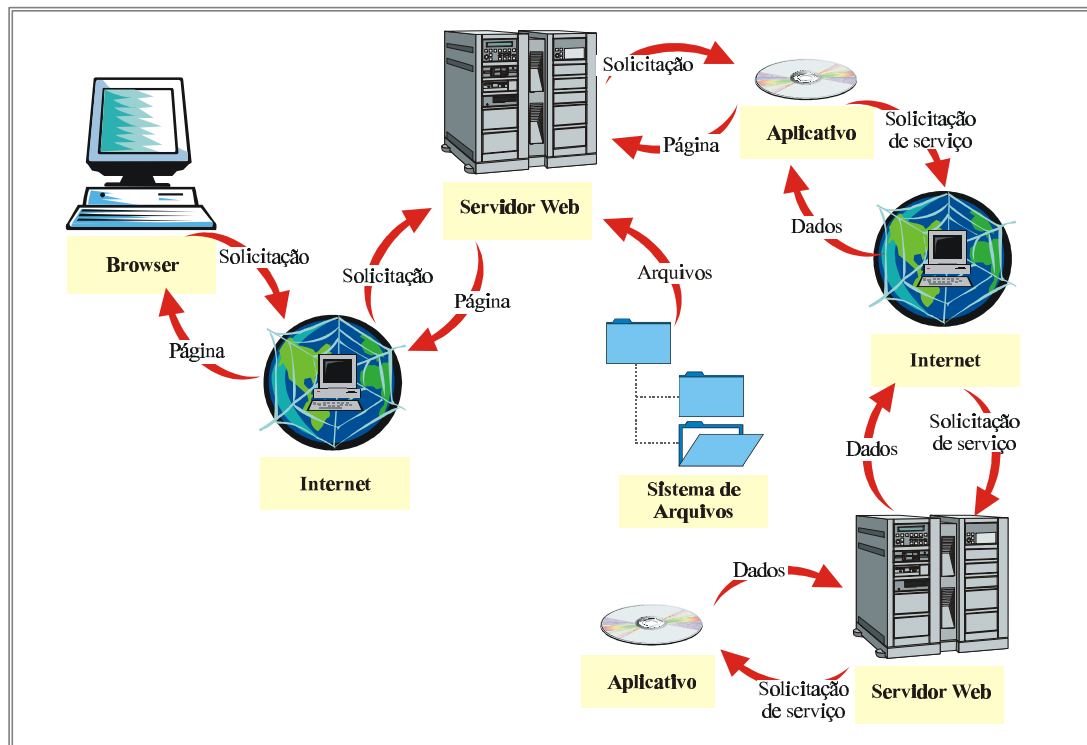 Solicitação
Página
Aplicativo
Solicitação
de serviço
Servidor Web
Dados
Browser
Solicitação
Solicitação
Página
Arquivos
Página
Internet
Internet
Solicitação
de serviço
Dados
Sistema de
Arquivos
Dados
Aplicativo
Solicitação
de serviço
Servidor Web